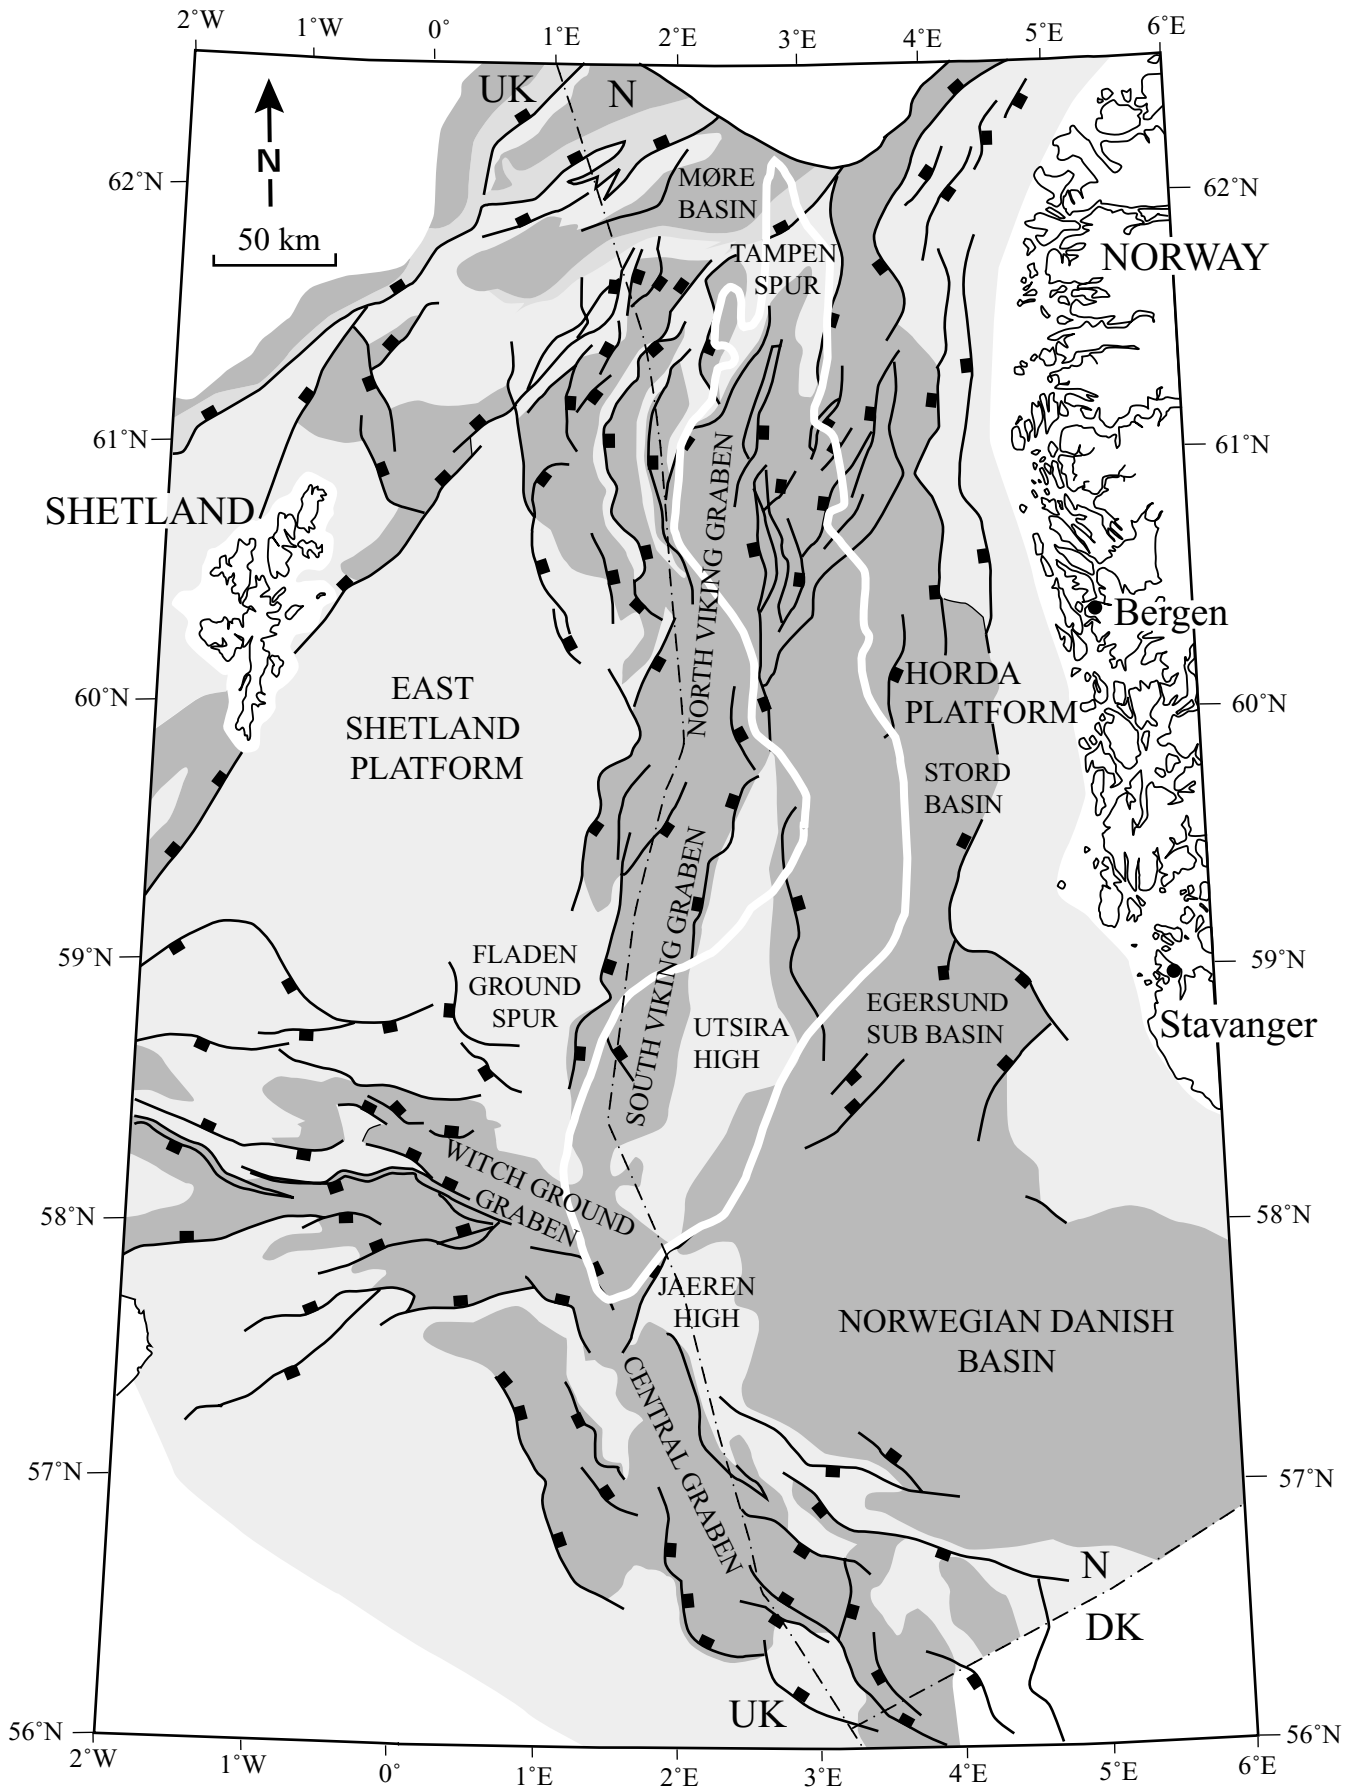 2˚W
1˚W
0˚
1˚E
2˚E
3˚E
4˚E
5˚E
6˚E
UK
N
N
62˚N
62˚N
50 km
MØRE
BASIN
NORWAY
TAMPEN
SPUR
61˚N
61˚N
SHETLAND
NORTH VIKING GRABEN
Bergen
EAST
SHETLAND
PLATFORM
HORDA
PLATFORM
60˚N
60˚N
STORD
BASIN
SOUTH VIKING GRABEN
59˚N
59˚N
FLADEN
GROUND
SPUR
EGERSUND
SUB BASIN
UTSIRA
HIGH
Stavanger
WITCH GROUND
GRABEN
58˚N
58˚N
JAEREN
HIGH
NORWEGIAN DANISH
BASIN
CENTRAL GRABEN
57˚N
57˚N
N
DK
UK
56˚N
56˚N
2˚W
1˚W
0˚
1˚E
2˚E
3˚E
4˚E
5˚E
6˚E